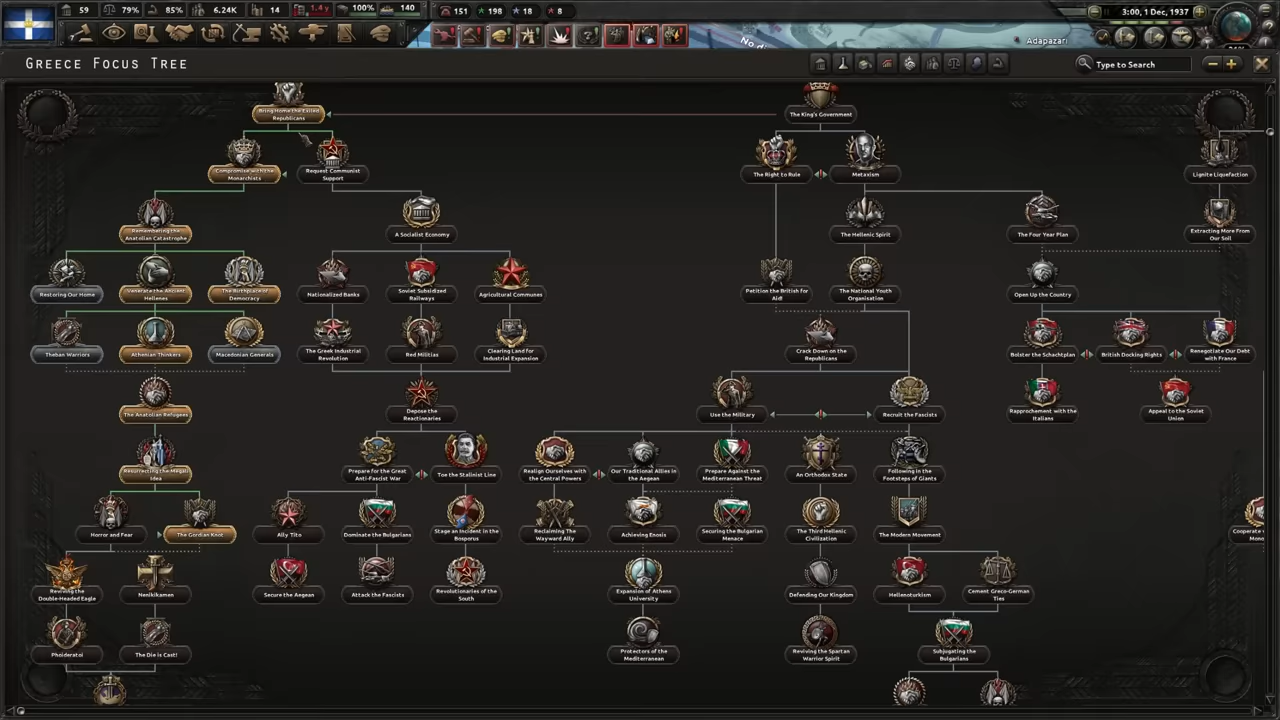 59
79%
85%
6.24K
14
1.4 y
100%
140
151
198
18
8
3:00, 1 Dec, 1937
Adapazari
Greece Focus Tree
Type to Search
Bring Home the Exiled
Republicans
The King's Government
Compromise with the
Monarchists
Request Communist
Support
The Right to Rule
Metaxism
Lignite Liquefaction
Remembering the
Anatolian Catastrophe
A Socialist Economy
The Hellenic Spirit
The Four Year Plan
Extracting More From
Our Soil
Restoring Our Home
Venerate the Ancient
Hellenes
The Birthplace of
Democracy
Nationalized Banks
Soviet Subsidized
Railways
Agricultural Communes
Petition the British for
Aid!
The National Youth
Organisation
Open Up the Country
Theban Warriors
Athenian Thinkers
Macedonian Generals
The Greek Industrial
Revolution
Red Militias
Clearing Land for
Industrial Expansion
Crack Down on the
Republicans
Bolster the Schachtplan
British Docking Rights
Renegotiate Our Debt
with France
The Anatolian Refugees
Depose the
Reactionaries
Use the Military
Recruit the Fascists
Rapprochement with the
Italians
Appeal to the Soviet
Union
Resurrecting the Megali
Idea
Prepare for the Great
Anti-Fascist War
Toe the Stalinist Line
Realign Ourselves with
the Central Powers
Our Traditional Allies in
the Aegean
Prepare Against the
Mediterranean Threat
An Orthodox State
Following in the
Footsteps of Giants
Horror and Fear
The Gordian Knot
Ally Tito
Dominate the Bulgarians
Stage an Incident in the
Bosporus
Reclaiming The
Wayward Ally
Achieving Enosis
Securing the Bulgarian
Menace
The Third Hellenic
Civilization
The Modern Movement
Cooperate
Reviving the
Double-Headed Eagle
Nenikikamen
Secure the Aegean
Attack the Fascists
Revolutionaries of the
South
Expansion of Athens
University
Defending Our Kingdom
Hellenoturkism
Cement Greco-German
Ties
Phoideratoi
The Die is Cast!
Protectors of the
Mediterranean
Reviving the Spartan
Warrior Spirit
Subjugating the
Bulgarians